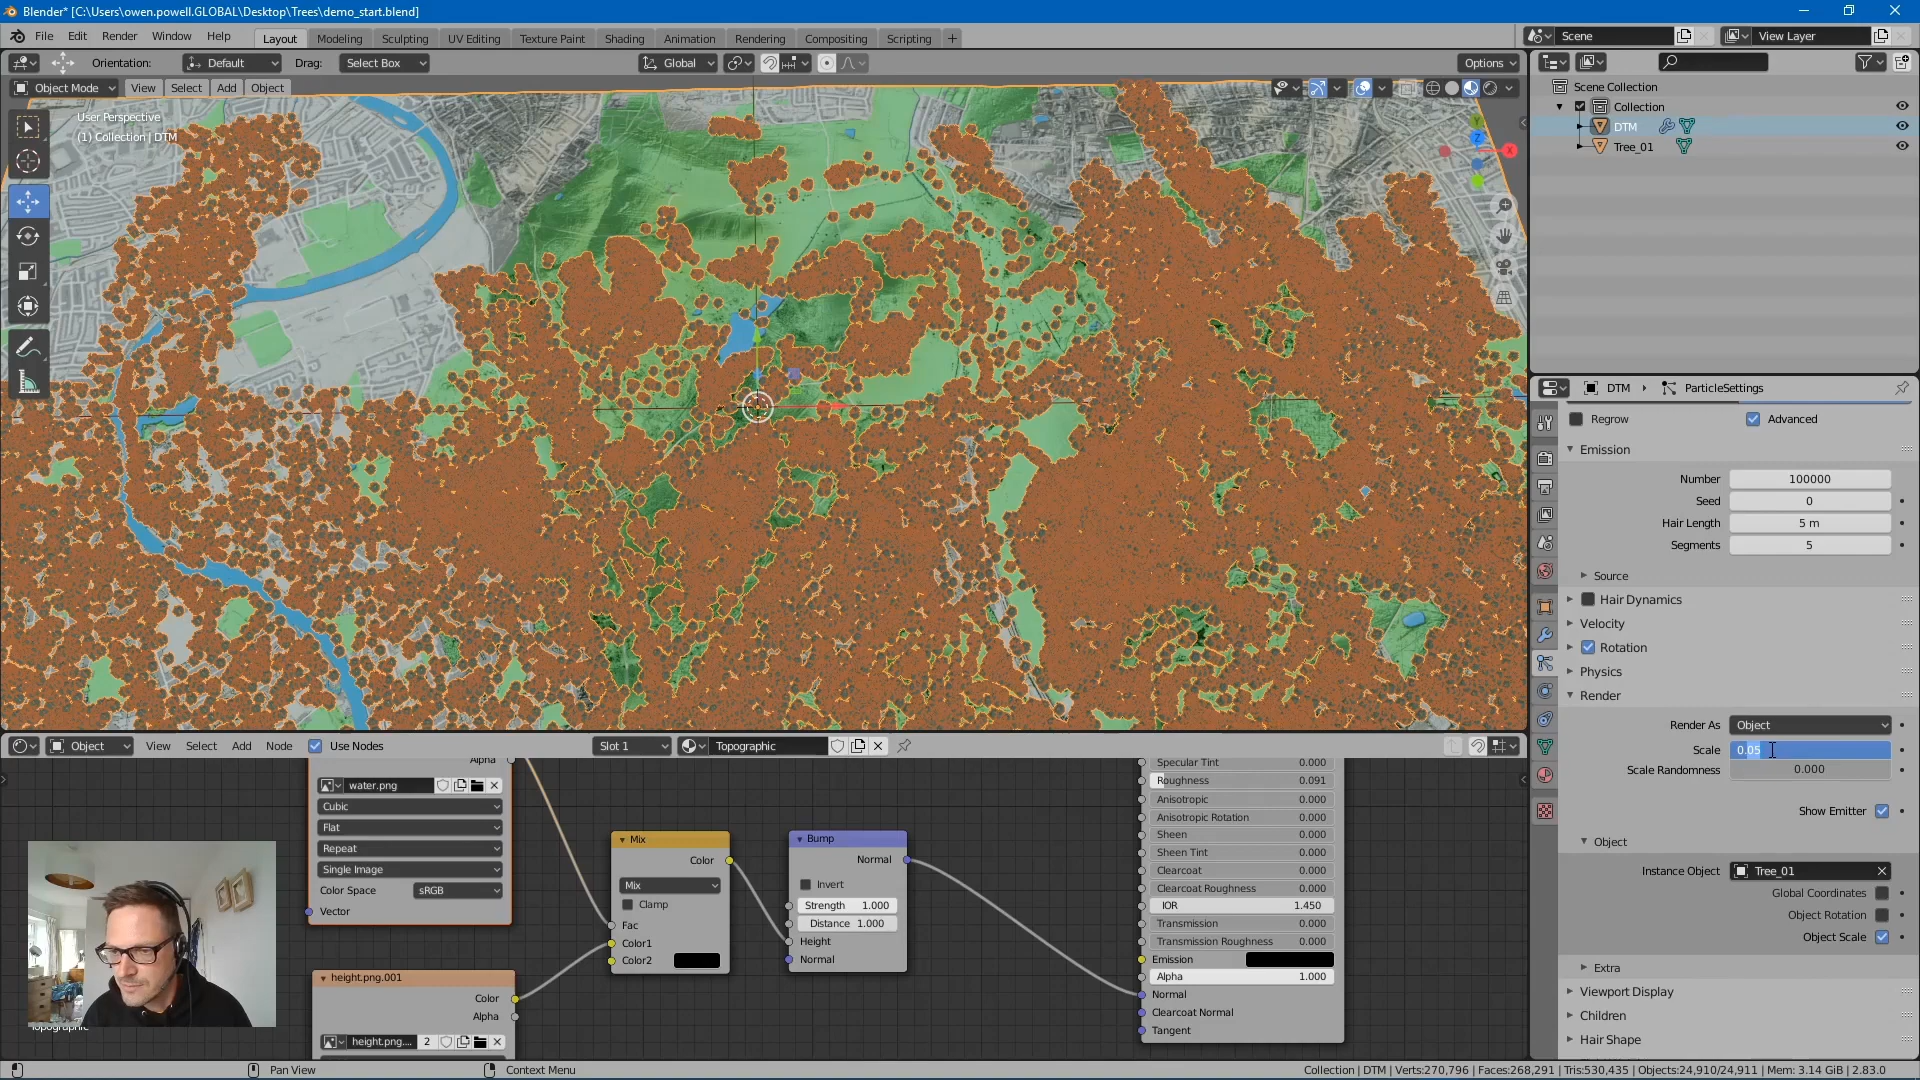 Blender* [C:\Users\owen.powell.GLOBAL\Desktop\Trees\demo_start.blend]
File Edit Render Window Help Layout Modeling Sculpting UV Editing Texture Paint Shading Animation Rendering Compositing Scripting + Scene View Layer
Orientation: Default Drag: Select Box Global Options
Object Mode View Select Add Object
User Perspective
(1) Collection | DTM
Y
Z
X
Scene Collection
Collection
DTM
Tree_01
DTM ParticleSettings
Regrow Advanced
Emission
Number 100000
Seed 0
Hair Length 5 m
Segments 5
Source
Hair Dynamics
Velocity
Rotation
Physics
Render
Render As Object
Scale 0.05
Scale Randomness 0.000
Show Emitter
Object
Instance Object Tree_01
Global Coordinates
Object Rotation
Object Scale
Extra
Viewport Display
Children
Hair Shape
Object View Select Add Node Use Nodes Slot 1 Topographic
Alpha
water.png
Cubic
Flat
Repeat
Single Image
Color Space sRGB
Vector
height.png.001
Color
Alpha
height.png.... 2
Mix
Color
Mix
Clamp
Fac
Color1
Color2
Bump
Normal
Invert
Strength 1.000
Distance 1.000
Height
Normal
Specular Tint 0.000
Roughness 0.091
Anisotropic 0.000
Anisotropic Rotation 0.000
Sheen 0.000
Sheen Tint 0.000
Clearcoat 0.000
Clearcoat Roughness 0.000
IOR 1.450
Transmission 0.000
Transmission Roughness 0.000
Emission
Alpha 1.000
Normal
Clearcoat Normal
Tangent
Topographic
Pan View Context Menu Collection | DTM | Verts:270,796 | Faces:268,291 | Tris:530,435 | Objects:24,910/24,911 | Mem: 3.14 GiB | 2.83.0